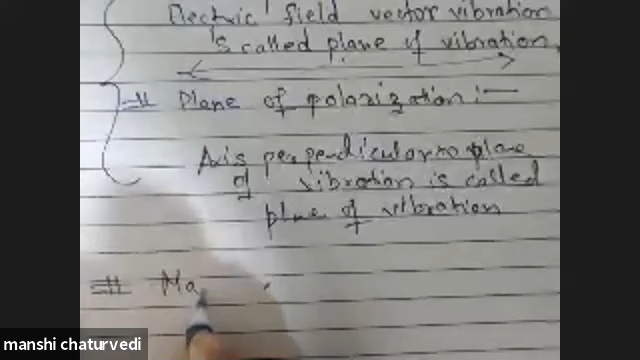 Electric field vector vibration
is called plane of vibration
# Plane of polarization :—
Axis perpendicular to plane
of vibration is called
plane of vibration
# Ma
manshi chaturvedi